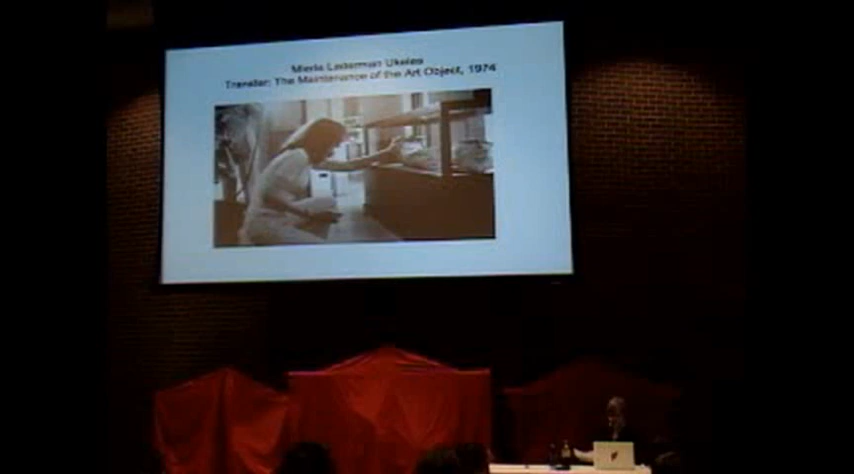 Mierle Laderman Ukeles
Transfer: The Maintenance of the Art Object, 1974